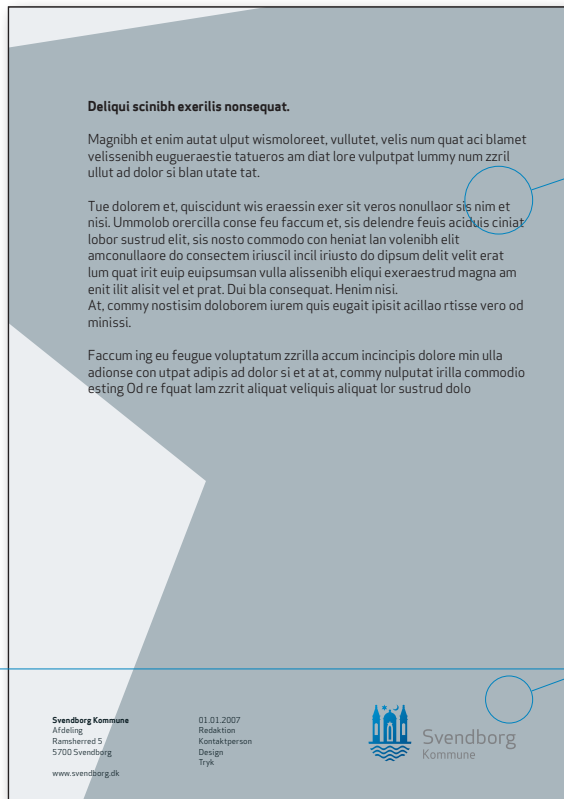 Deliqui scinibh exerilis nonsequat.
Magnibh et enim autat ulput wismoloreet, vullutet, velis num quat aci blamet
velissenibh eugueraestie tatueros am diat lore vulputpat lummy num zzril
ullut ad dolor si blan utate tat.
Tue dolorem et, quiscidunt wis eraessin exer sit veros nonullaor sis nim et
nisi. Ummolob orercilla conse feu faccum et, sis delendre feuis aciduis ciniat
lobor sustrud elit, sis nosto commodo con heniat lan volenibh elit
amconullaore do consectem iriuscil incil iriusto do dipsum delit velit erat
lum quat irit euip euipsumsan vulla alissenibh eliqui exeraestrud magna am
enit ilit alisit vel et prat. Dui bla consequat. Henim nisi.
At, commy nostisim doloborem iurem quis eugait ipisit acillao rtisse vero od
minissi.
Faccum ing eu feugue voluptatum zzrilla accum incincipis dolore min ulla
adionse con utpat adipis ad dolor si et at at, commy nulputat irilla commodio
esting Od re fquat lam zzrit aliquat veliquis aliquat lor sustrud dolo
Svendborg Kommune
Afdeling
Ramsherred 5
5700 Svendborg
www.svendborg.dk
01.01.2007
Redaktion
Kontaktperson
Design
Tryk
Svendborg
Kommune